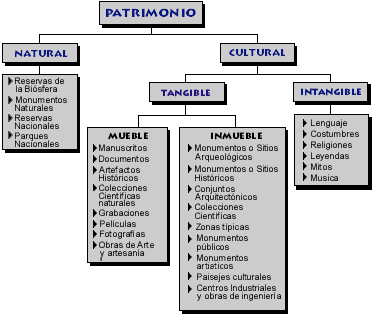 PATRIMONIO
NATURAL
CULTURAL
Reservas de
la Biósfera
Monumentos
Naturales
Reservas
Nacionales
Parques
Nacionales
TANGIBLE
INTANGIBLE
MUEBLE
Manuscritos
Documentos
Artefactos
Históricos
Colecciones
Científicas
naturales
Grabaciones
Películas
Fotografías
Obras de Arte
y artesanía
INMUEBLE
Monumentos o Sitios
Arqueológicos
Monumentos o Sitios
Históricos
Conjuntos
Arquitectónicos
Colecciones
Científicas
Zonas típicas
Monumentos
públicos
Monumentos
artísticos
Paisejes culturales
Centros Industriales
y obras de ingeniería
Lenguaje
Costumbres
Religiones
Leyendas
Mitos
Musica